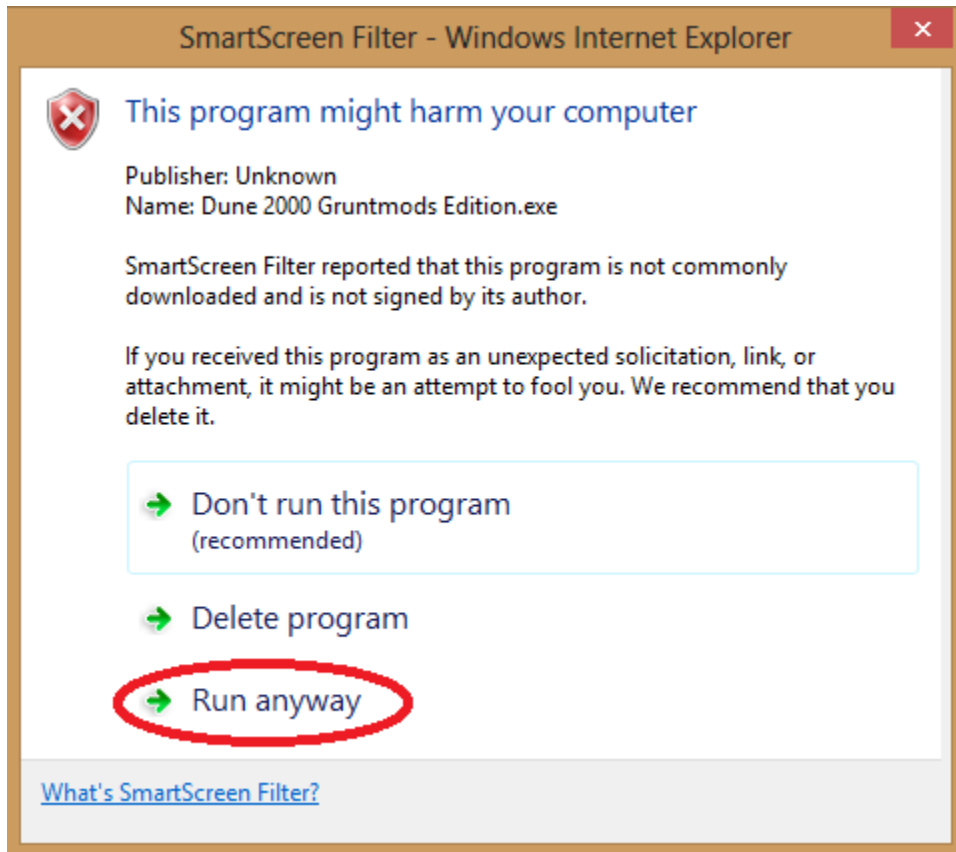 SmartScreen Filter - Windows Internet Explorer
This program might harm your computer
Publisher: Unknown
Name: Dune 2000 Gruntmods Edition.exe
SmartScreen Filter reported that this program is not commonly
downloaded and is not signed by its author.
If you received this program as an unexpected solicitation, link, or
attachment, it might be an attempt to fool you. We recommend that you
delete it.
Don't run this program
(recommended)
Delete program
Run anyway
What's SmartScreen Filter?